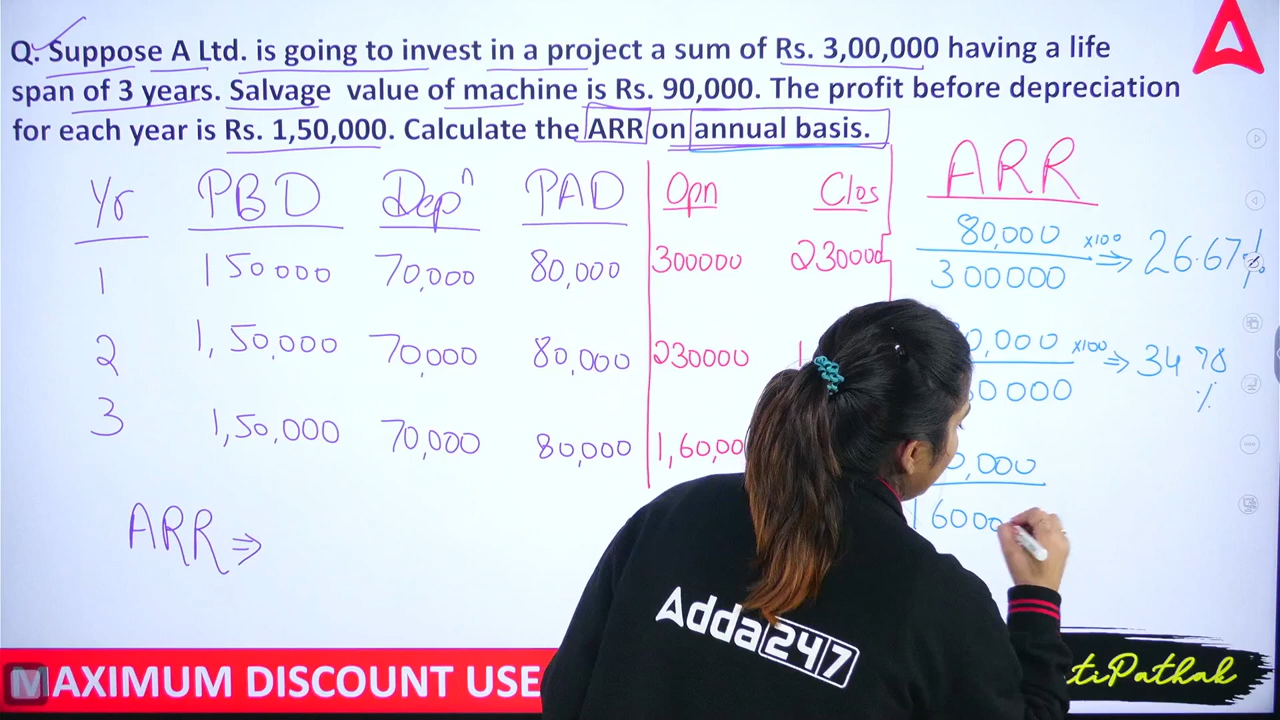 Q. Suppose A Ltd. is going to invest in a project a sum of Rs. 3,00,000 having a life
span of 3 years. Salvage value of machine is Rs. 90,000. The profit before depreciation
for each year is Rs. 1,50,000. Calculate the ARR on annual basis.
Yr PBD Depⁿ PAD Opn Clos ARR
1 150000 70,000 80,000 300000 230000 80,000 x100 ⇒ 26.67%
300000
2 1,50,000 70,000 80,000 230000 x100 ⇒ 34 78
%
3 1,50,000 70,000 80,000
ARR ⇒
Adda247
MAXIMUM DISCOUNT USE
Pathak